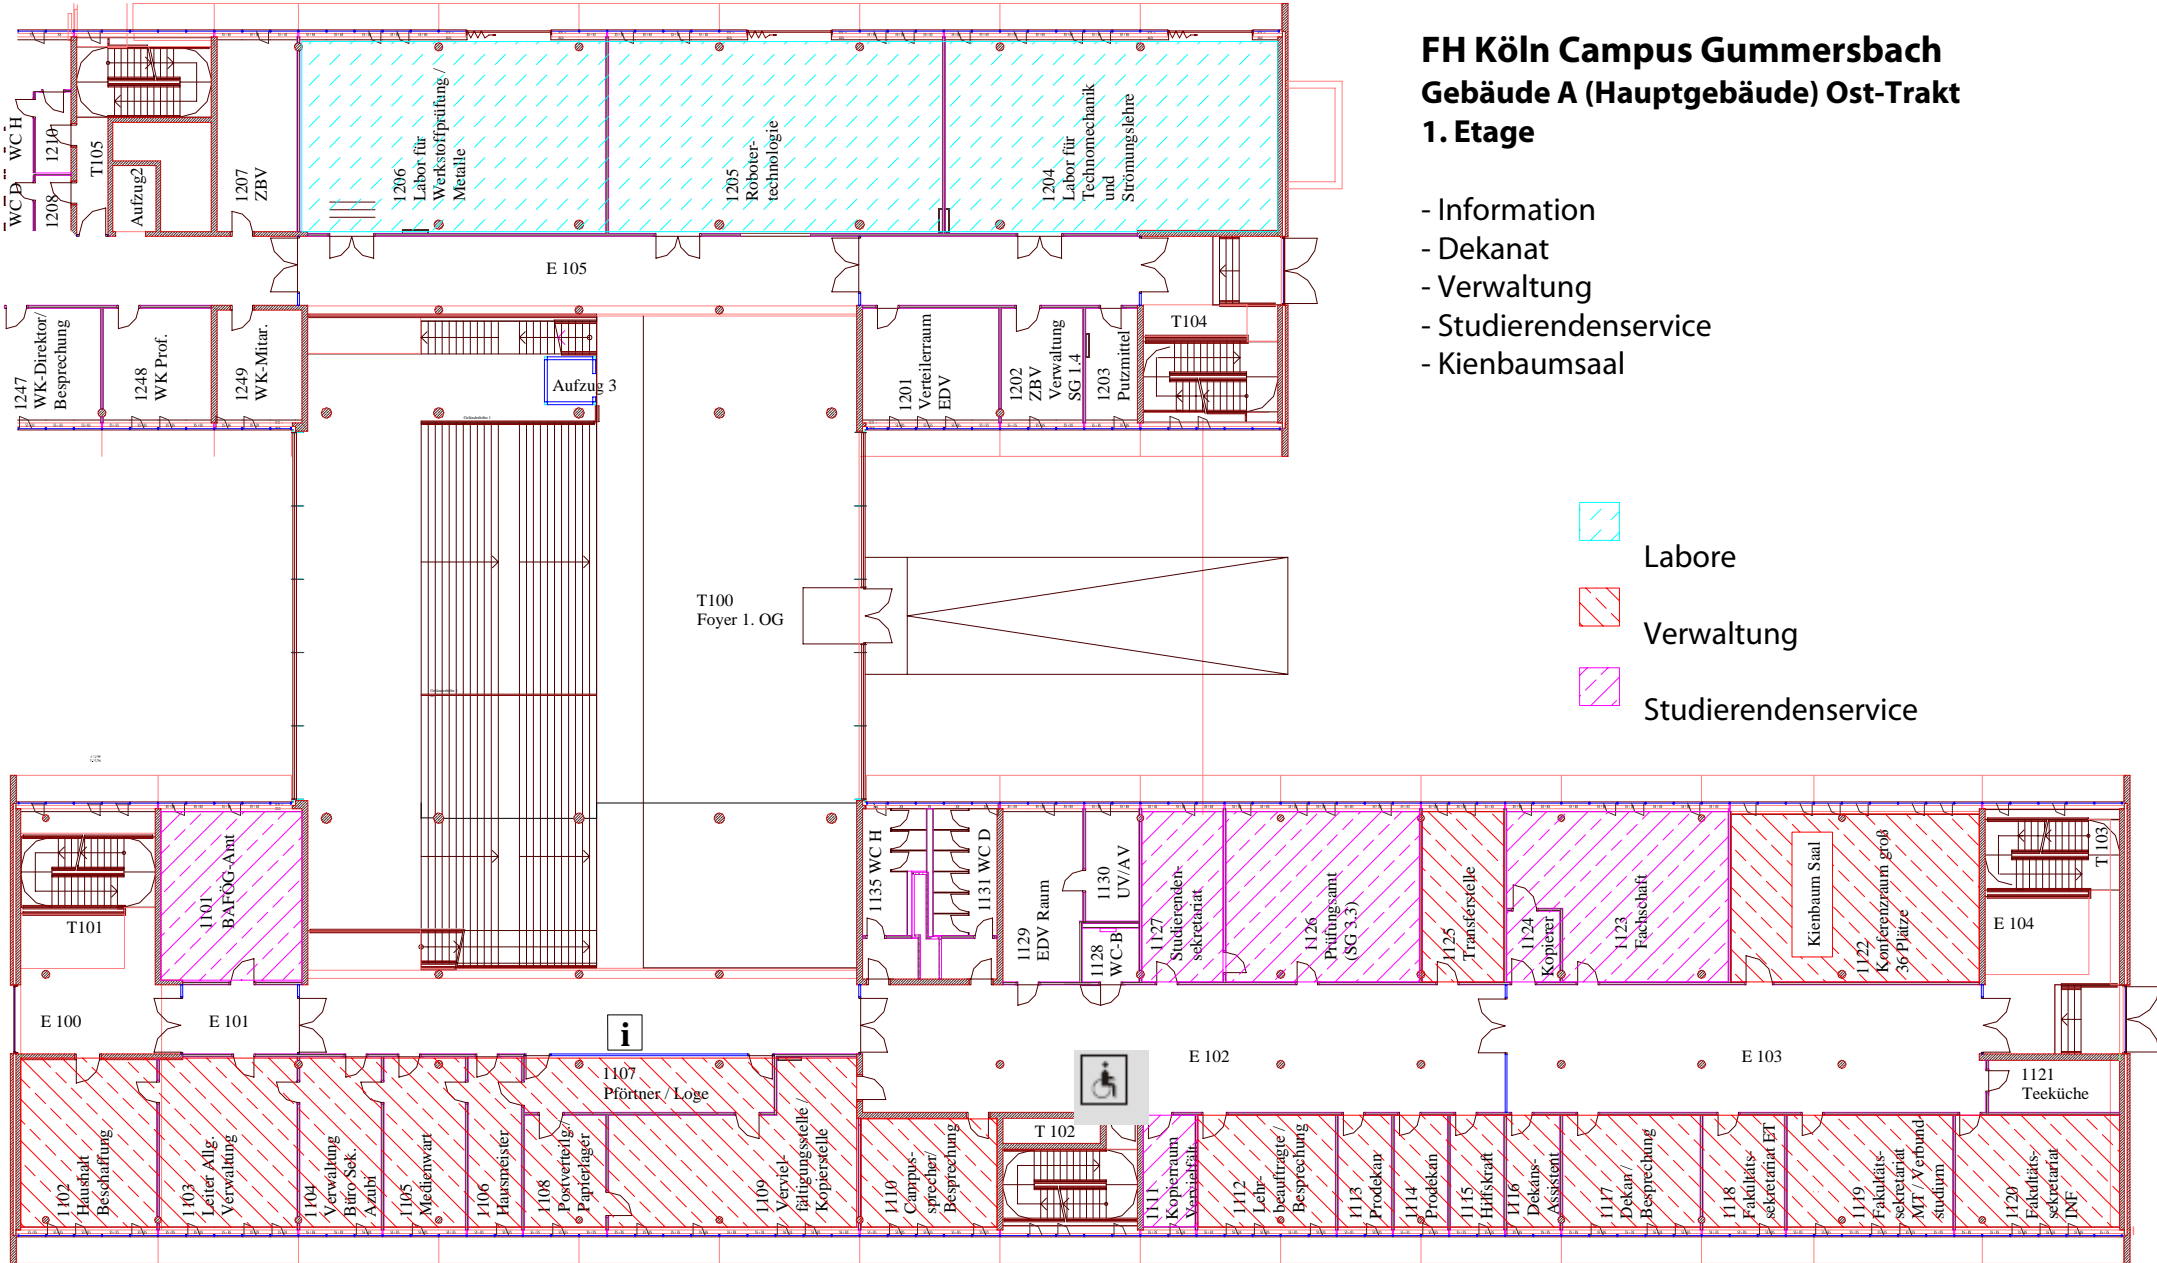 FH Köln Campus Gummersbach
Gebäude A (Hauptgebäude) Ost-Trakt
1. Etage
- Information
- Dekanat
- Verwaltung
- Studierendenservice
- Kienbaumsaal
Labore
Verwaltung
Studierendenservice
WC H
WC D
1210
1208
T105
Aufzug2
1207
ZBV
1206
Labor für
Werkstoffprüfung /
Metalle
1205
Roboter-
technologie
1204
Labor für
Technomechanik
und
Strömungslehre
E 105
1247
WK-Direktor/
Besprechung
1248
WK Prof.
1249
WK-Mitar.
Aufzug 3
1201
Verteilerraum
EDV
1202
ZBV
Verwaltung
SG 1.4
1203
Putzmittel
T104
T100
Foyer 1. OG
T101
1101
BAFÖG-Amt
1135 WC H
1131 WC D
1129
EDV Raum
1130
UV/AV
1128
WC-B
1127
Studierenden-
sekretariat
1126
Prüfungsamt
(SG 3.3)
1125
Transferstelle
1124
Kopierer
1123
Fachschaft
Kienbaum Saal
1122
Konferenzraum groß
36 Plätze
T 103
E 104
E 100
E 101
i
E 102
E 103
1102
Haushalt
Beschaffung
1103
Leiter Allg.
Verwaltung
1104
Verwaltung
Büro Sek.
Azubi
1105
Medienwart
1106
Hausmeister
1107
Pförtner / Loge
1108
Postverteilg/
Papierlager
1109
Verviel-
fältigungsstelle /
Kopierstelle
1110
Campus-
sprecher/
Besprechung
T 102
1111
Kopierraum
Vervielfält.
1112
Lehr-
beauftragte /
Besprechung
1113
Prodekan
1114
Prodekan
1115
Hilfskraft
1116
Dekans-
Assistent
1117
Dekan /
Besprechung
1118
Fakultäts-
sekretariat ET
1119
Fakultäts-
sekretariat
MT / Verbund-
studium
1120
Fakultäts-
sekretariat
INF
1121
Teeküche